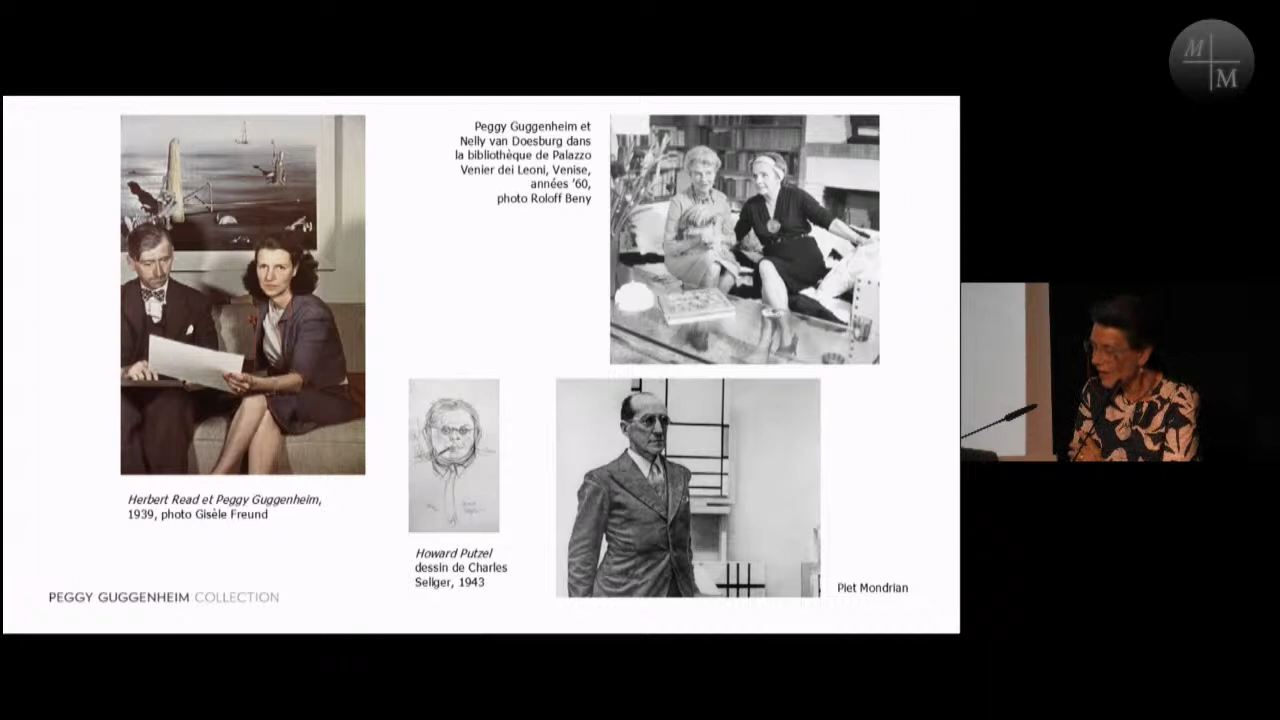 M
M
Peggy Guggenheim et
Nelly van Doesburg dans
la bibliothèque de Palazzo
Venier dei Leoni, Venise,
années '60,
photo Roloff Beny
Herbert Read et Peggy Guggenheim,
1939, photo Gisèle Freund
Howard Putzel
dessin de Charles
Seliger, 1943
Piet Mondrian
PEGGY GUGGENHEIM COLLECTION